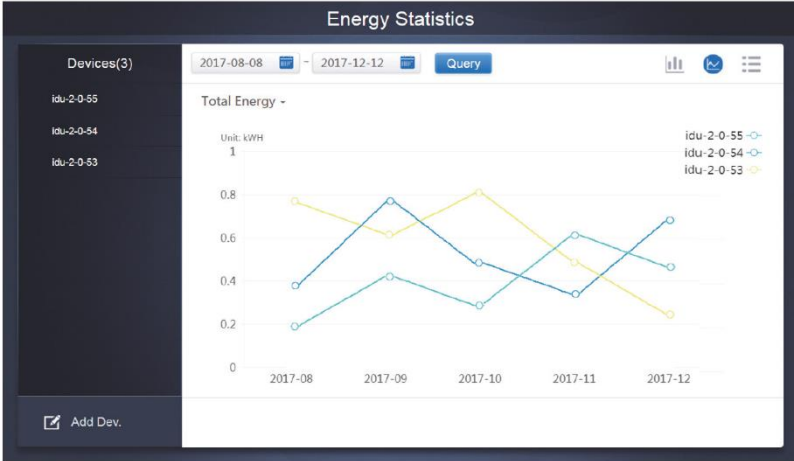 Energy Statistics
Devices(3)
idu-2-0-55
idu-2-0-54
idu-2-0-53
Add Dev.
2017-08-08 - 2017-12-12 Query
Total Energy
Unit: kWH
idu-2-0-55
idu-2-0-54
idu-2-0-53
1
0.8
0.6
0.4
0.2
0
2017-08 2017-09 2017-10 2017-11 2017-12